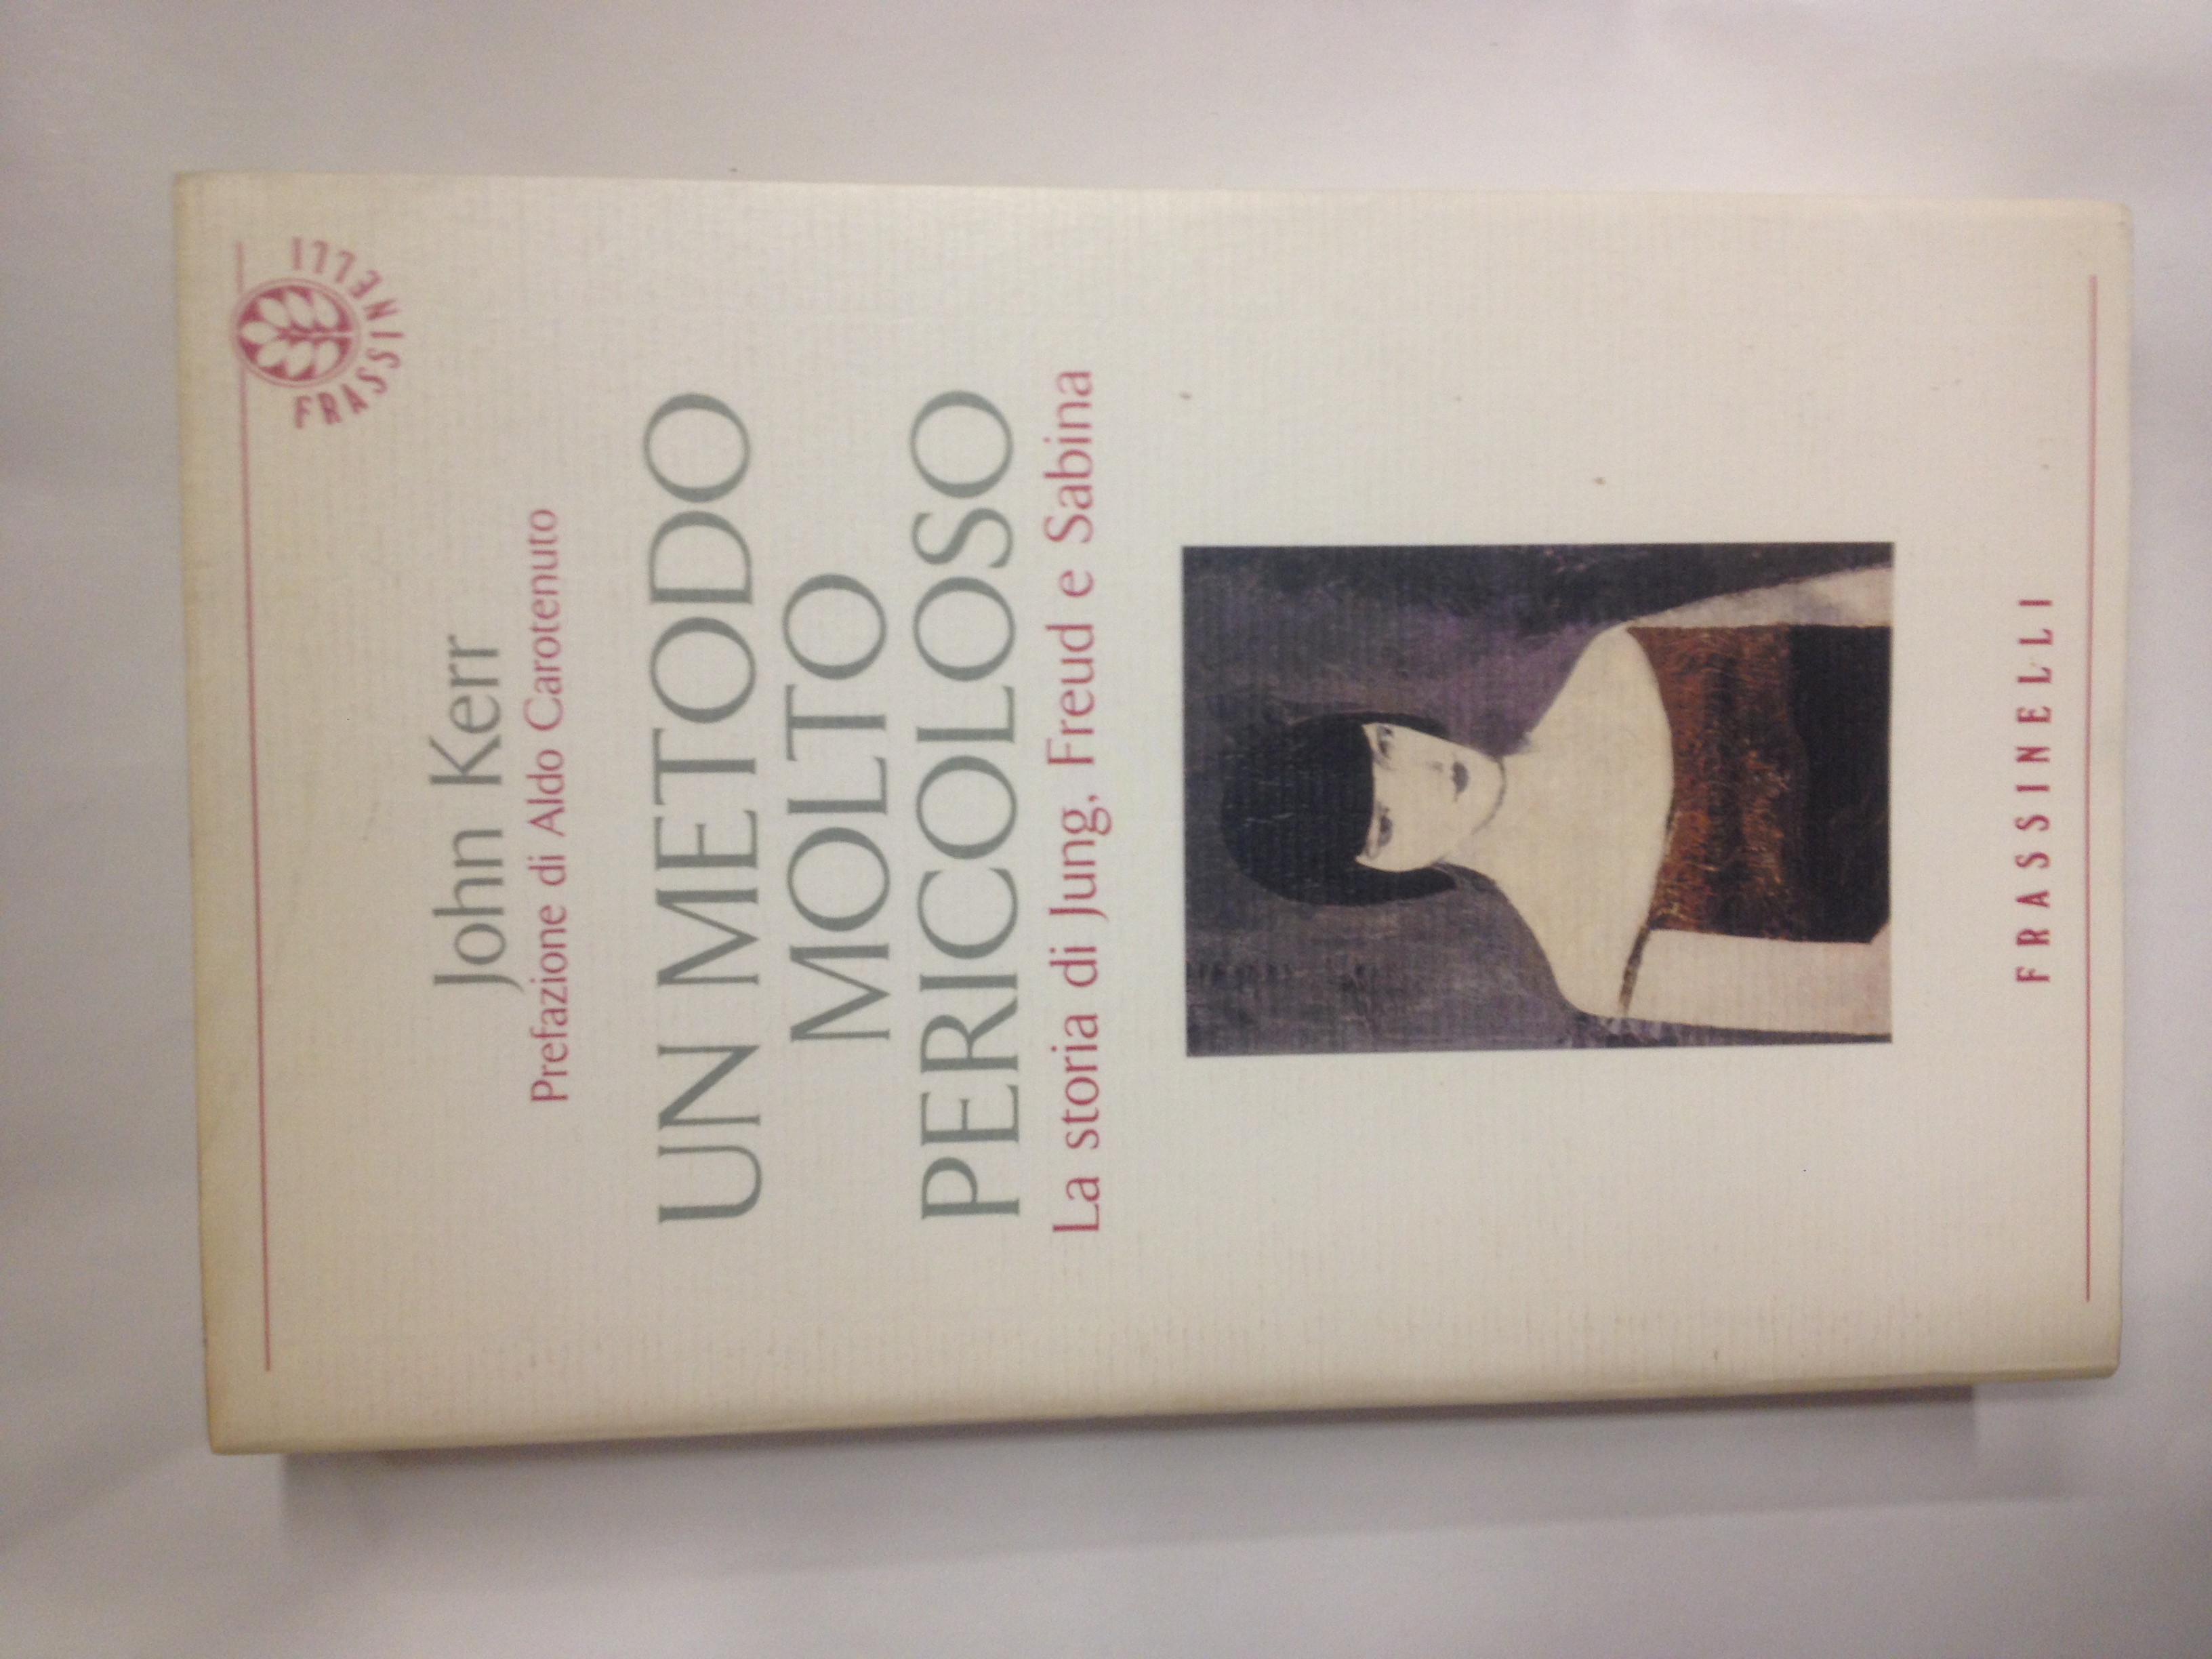 FRASSINELLI
John Kerr
Prefazione di Aldo Carotenuto
UN METODO
MOLTO
PERICOLOSO
La storia di Jung, Freud e Sabina
FRASSINELLI